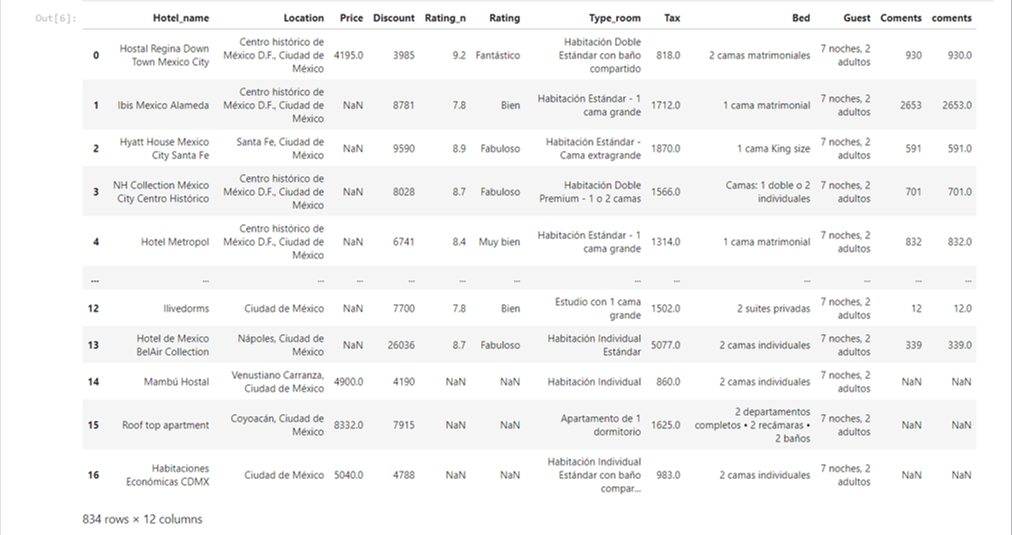 Out[6]:
Hotel_name Location Price Discount Rating_n Rating Type_room Tax Bed Guest Coments coments
0 Hostal Regina Down Town Mexico City Centro histórico de México D.F., Ciudad de México 4195.0 3985 9.2 Fantástico Habitación Doble Estándar con baño compartido 818.0 2 camas matrimoniales 7 noches, 2 adultos 930 930.0
1 Ibis Mexico Alameda Centro histórico de México D.F., Ciudad de México NaN 8781 7.8 Bien Habitación Estándar - 1 cama grande 1712.0 1 cama matrimonial 7 noches, 2 adultos 2653 2653.0
2 Hyatt House Mexico City Santa Fe Santa Fe, Ciudad de México NaN 9590 8.9 Fabuloso Habitación Estándar - Cama extragrande 1870.0 1 cama King size 7 noches, 2 adultos 591 591.0
3 NH Collection México City Centro Histórico Centro histórico de México D.F., Ciudad de México NaN 8028 8.7 Fabuloso Habitación Doble Premium - 1 o 2 camas 1566.0 Camas: 1 doble o 2 individuales 7 noches, 2 adultos 701 701.0
4 Hotel Metropol Centro histórico de México D.F., Ciudad de México NaN 6741 8.4 Muy bien Habitación Estándar - 1 cama grande 1314.0 1 cama matrimonial 7 noches, 2 adultos 832 832.0
... ... ... ... ... ... ... ... ... ... ... ... ...
12 Ilivedorms Ciudad de México NaN 7700 7.8 Bien Estudio con 1 cama grande 1502.0 2 suites privadas 7 noches, 2 adultos 12 12.0
13 Hotel de Mexico BelAir Collection Nápoles, Ciudad de México NaN 26036 8.7 Fabuloso Habitación Individual Estándar 5077.0 2 camas individuales 7 noches, 2 adultos 339 339.0
14 Mambú Hostal Venustiano Carranza, Ciudad de México 4900.0 4190 NaN NaN Habitación Individual 860.0 2 camas individuales 7 noches, 2 adultos NaN NaN
15 Roof top apartment Coyoacán, Ciudad de México 8332.0 7915 NaN NaN Apartamento de 1 dormitorio 1625.0 2 departamentos completos • 2 recámaras • 2 baños 7 noches, 2 adultos NaN NaN
16 Habitaciones Económicas CDMX Ciudad de México 5040.0 4788 NaN NaN Habitación Individual Estándar con baño compar... 983.0 2 camas individuales 7 noches, 2 adultos NaN NaN
834 rows × 12 columns